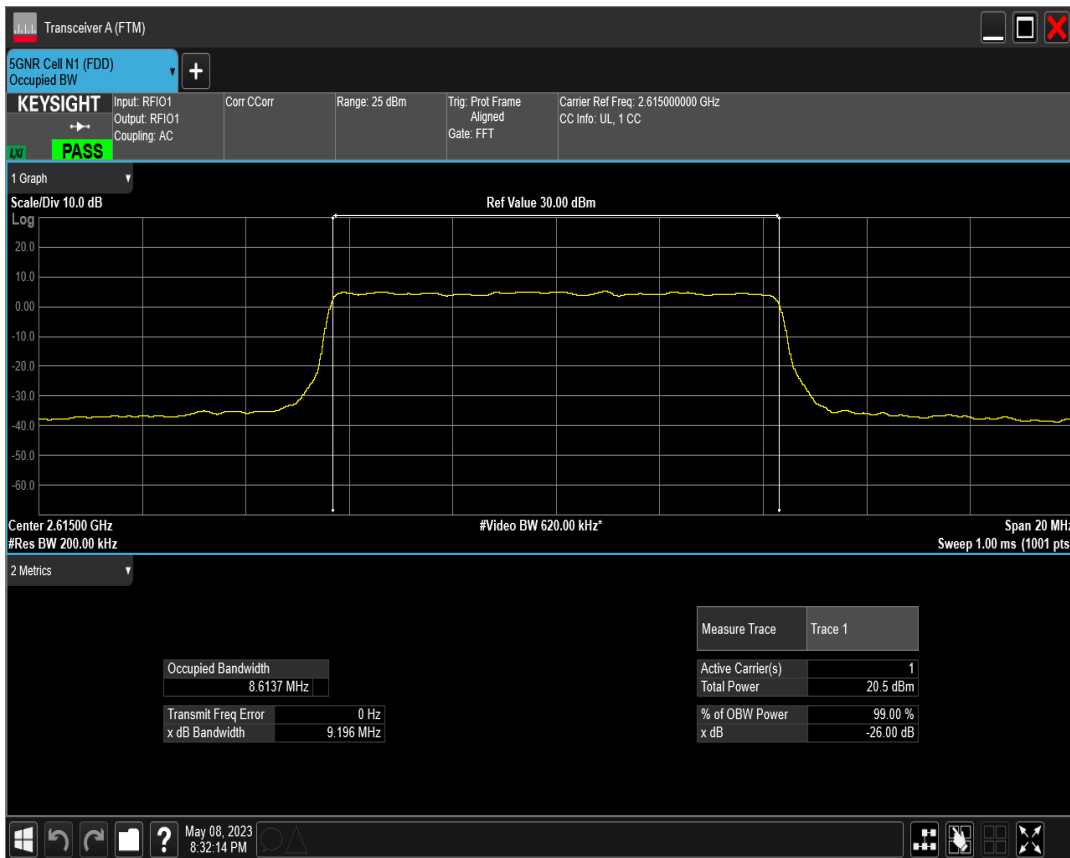 Transceiver A (FTM)
5GNR Cell N1 (FDD)
Occupied BW
+
KEYSIGHT
LXI
PASS
Input: RFIO1
Output: RFIO1
Coupling: AC
Corr CCorr
Range: 25 dBm
Trig: Prot Frame
Aligned
Gate: FFT
Carrier Ref Freq: 2.615000000 GHz
CC Info: UL, 1 CC
1 Graph
Scale/Div 10.0 dB
Ref Value 30.00 dBm
Log
20.0
10.0
0.00
-10.0
-20.0
-30.0
-40.0
-50.0
-60.0
Center 2.61500 GHz
#Video BW 620.00 kHz*
Span 20 MHz
#Res BW 200.00 kHz
Sweep 1.00 ms (1001 pts
2 Metrics
Measure Trace Trace 1
Occupied Bandwidth
8.6137 MHz
Active Carrier(s) 1
Total Power 20.5 dBm
Transmit Freq Error 0 Hz
x dB Bandwidth 9.196 MHz
% of OBW Power 99.00 %
x dB -26.00 dB
?
May 08, 2023
8:32:14 PM